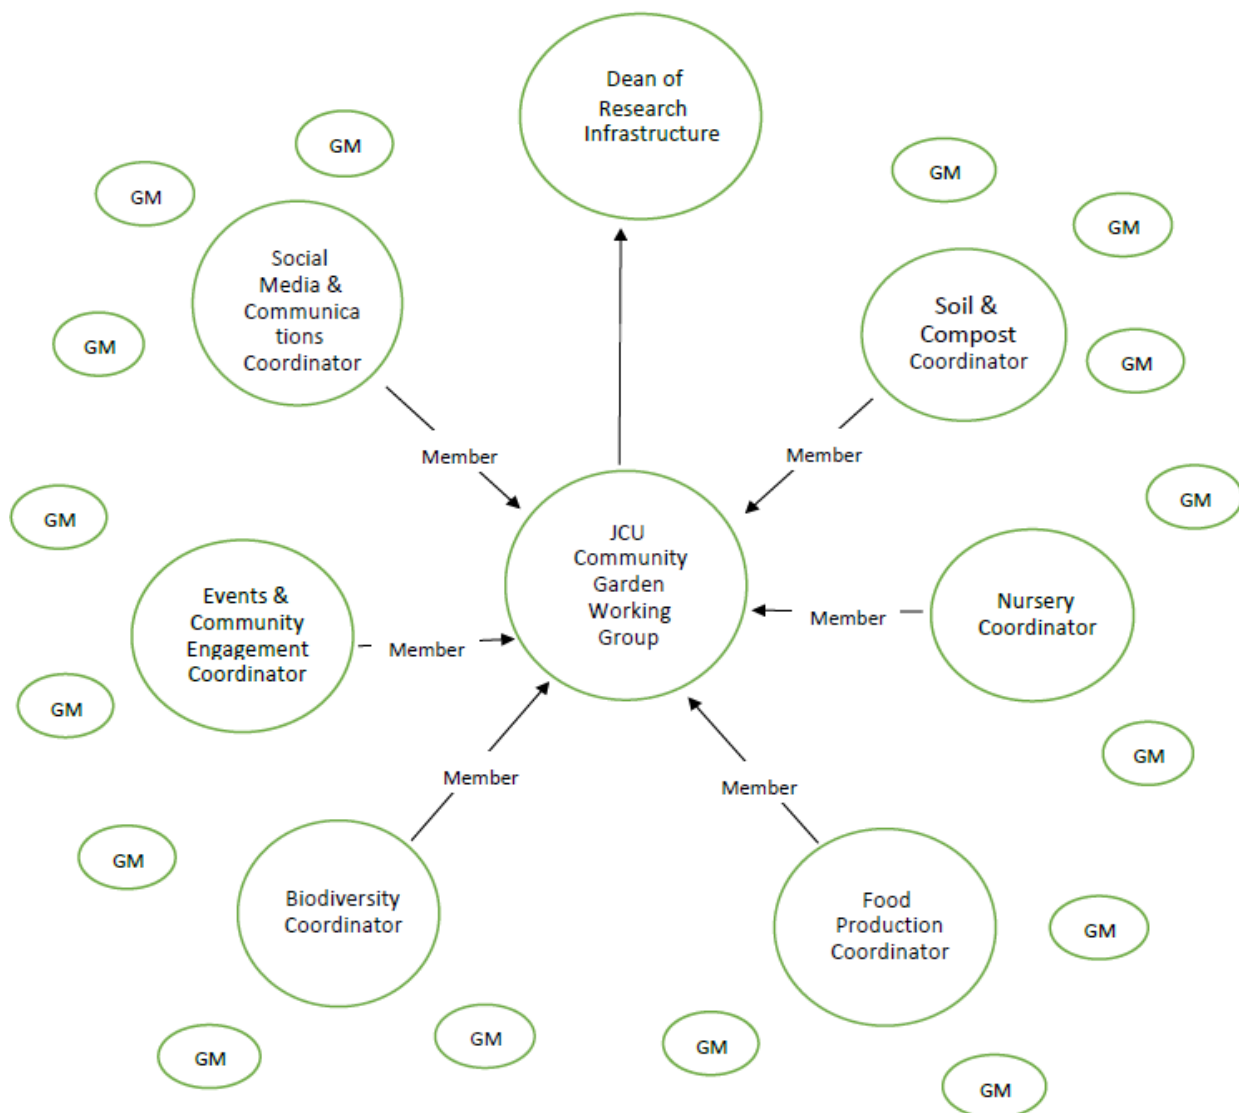 Dean of
Research
Infrastructure
GM
GM
GM
GM
GM
GM
Social
Media &
Communica
tions
Coordinator
Soil &
Compost
Coordinator
Member
Member
GM
GM
JCU
Community
Garden
Working
Group
Events &
Community
Engagement
Coordinator
Member
Member
Nursery
Coordinator
GM
GM
Member
Member
GM
Biodiversity
Coordinator
Food
Production
Coordinator
GM
GM
GM
GM
GM